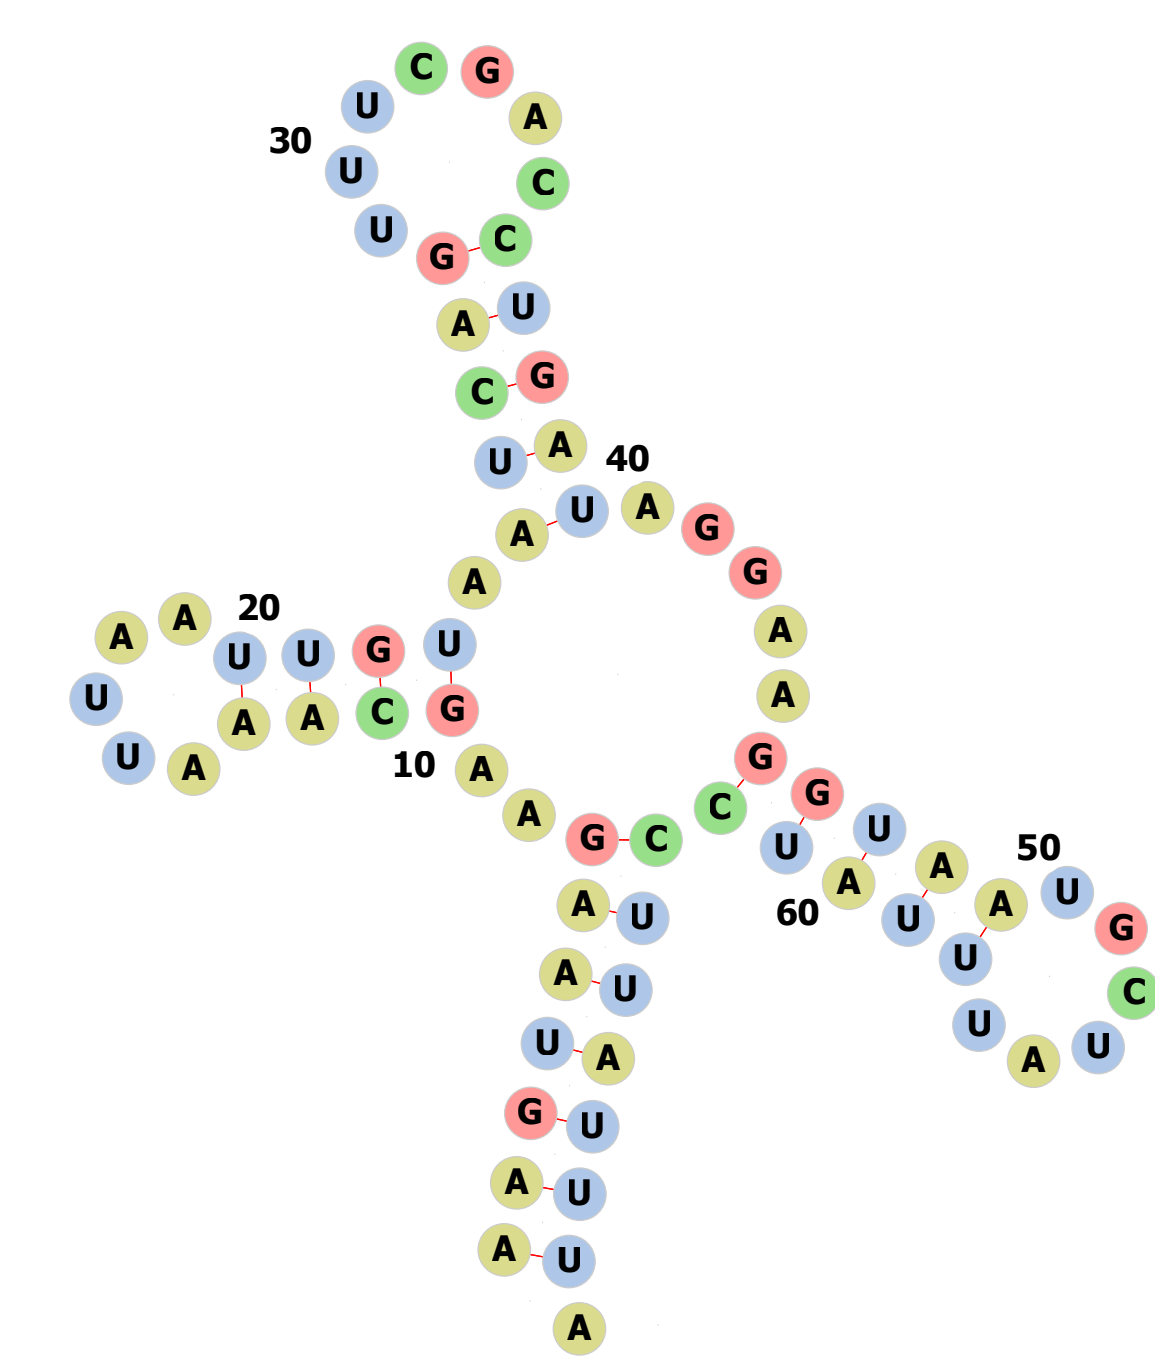 C G
U A
30
U C
U G C
A U
C G
U A 40
A U A G
A G
20
A A U U G U A
U A A C G A
U A 10 A G
A G C C U G U 50
A U 60 A U A A U G
A U U C
U A U A U
G U
A U
A U
A